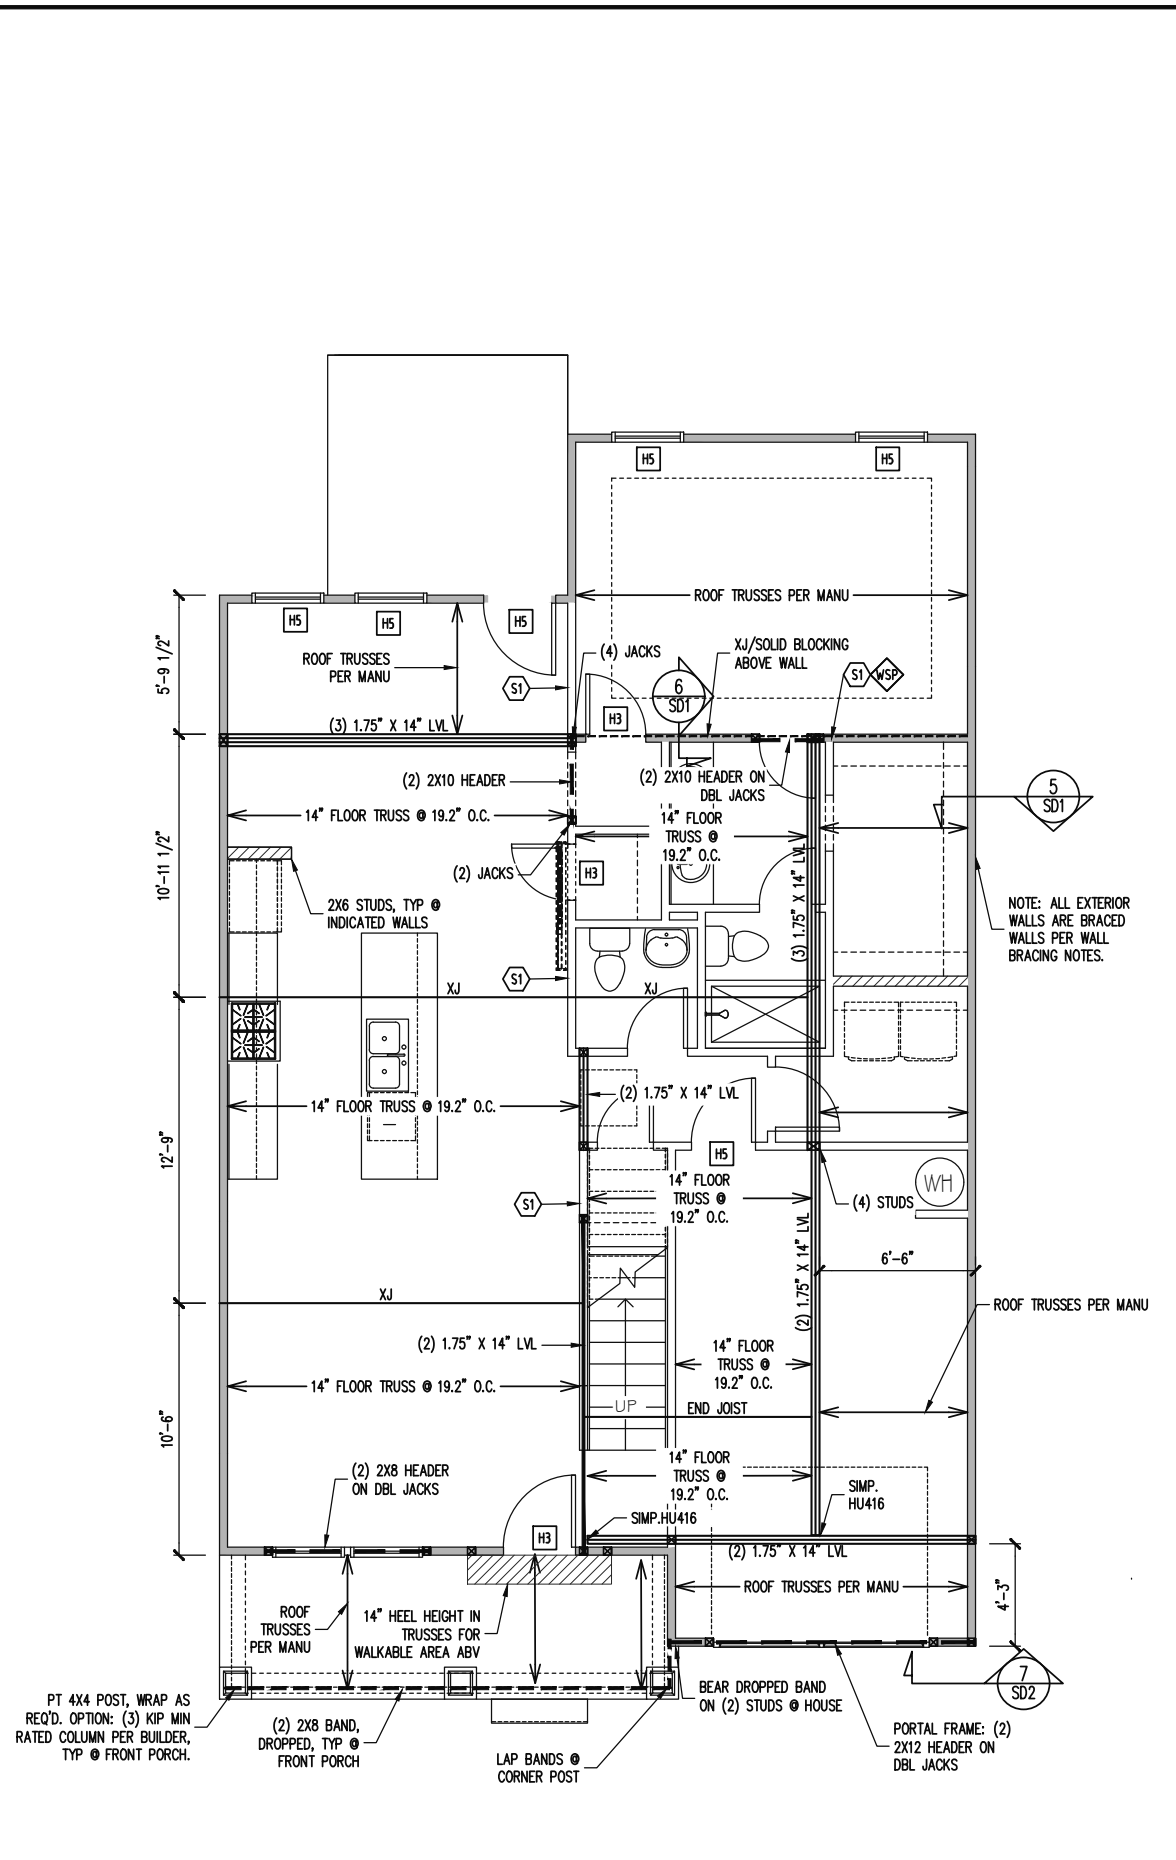 H5
H5
ROOF TRUSSES PER MANU
H5
H5
H5
5'-9 1/2"
ROOF TRUSSES
PER MANU
(4) JACKS
XJ/SOLID BLOCKING
ABOVE WALL
S1
6
SD1
S1
WSP
H3
(3) 1.75" X 14" LVL
(2) 2X10 HEADER
(2) 2X10 HEADER ON
DBL JACKS
5
SD1
14" FLOOR TRUSS @ 19.2" O.C.
14" FLOOR
TRUSS @
19.2" O.C.
10'-11 1/2"
(2) JACKS
H3
(3) 1.75" X 14" LVL
2X6 STUDS, TYP @
INDICATED WALLS
NOTE: ALL EXTERIOR
WALLS ARE BRACED
WALLS PER WALL
BRACING NOTES.
S1
XJ
XJ
(2) 1.75" X 14" LVL
14" FLOOR TRUSS @ 19.2" O.C.
12'-9"
H5
14" FLOOR
TRUSS @
19.2" O.C.
WH
S1
(4) STUDS
(2) 1.75" X 14" LVL
6'-6"
XJ
ROOF TRUSSES PER MANU
(2) 1.75" X 14" LVL
14" FLOOR
TRUSS @
19.2" O.C.
14" FLOOR TRUSS @ 19.2" O.C.
UP
END JOIST
10'-6"
14" FLOOR
TRUSS @
19.2" O.C.
(2) 2X8 HEADER
ON DBL JACKS
SIMP.
HU416
SIMP.HU416
H3
(2) 1.75" X 14" LVL
ROOF TRUSSES PER MANU
4'-3"
ROOF
TRUSSES
PER MANU
14" HEEL HEIGHT IN
TRUSSES FOR
WALKABLE AREA ABV
7
SD2
BEAR DROPPED BAND
ON (2) STUDS @ HOUSE
PT 4X4 POST, WRAP AS
REQ'D. OPTION: (3) KIP MIN
RATED COLUMN PER BUILDER,
TYP @ FRONT PORCH.
(2) 2X8 BAND,
DROPPED, TYP @
FRONT PORCH
PORTAL FRAME: (2)
2X12 HEADER ON
DBL JACKS
LAP BANDS @
CORNER POST